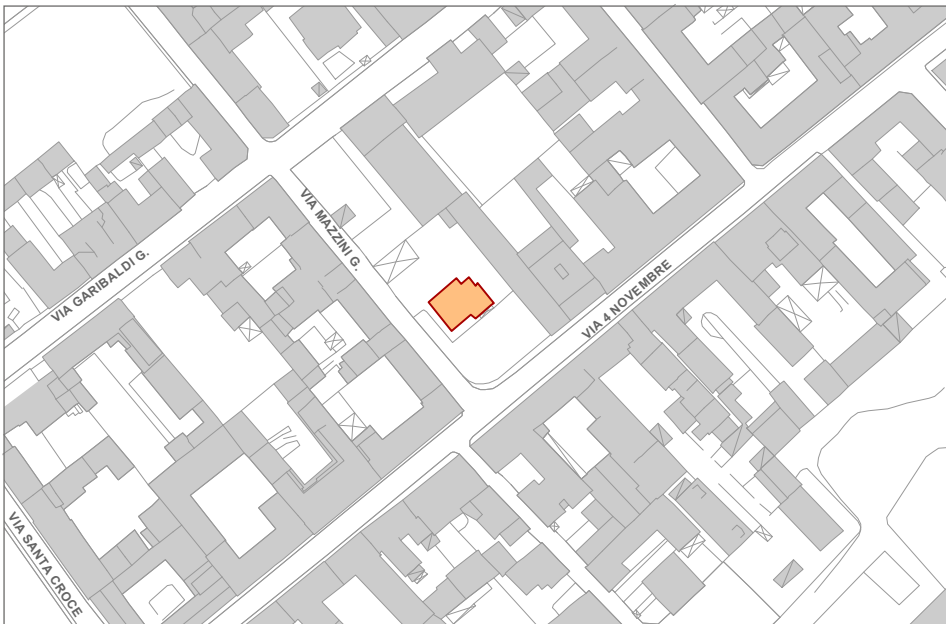 VIA MAZZINI G.
VIA GARIBALDI G.
VIA 4 NOVEMBRE
VIA SANTA CROCE